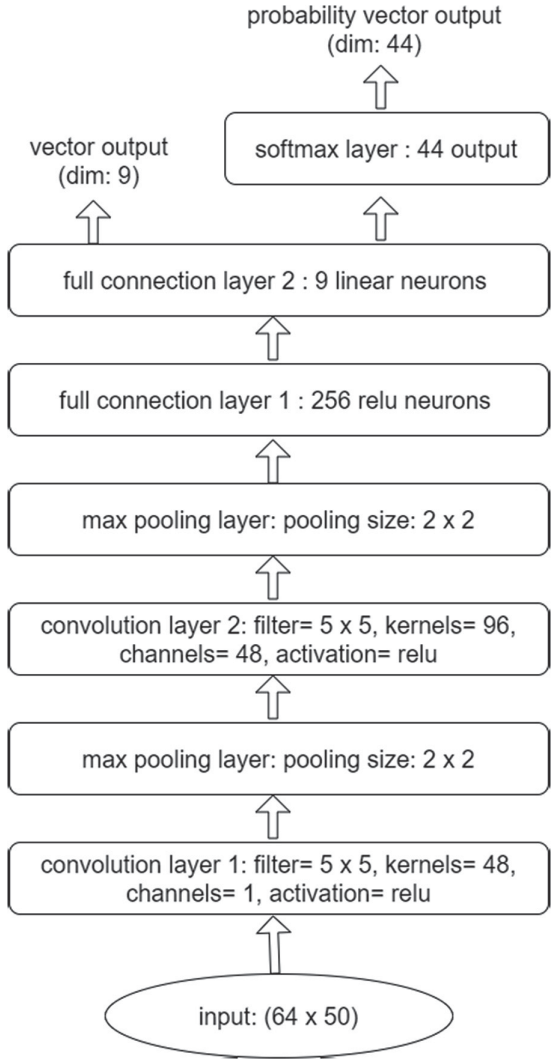 probability vector output
(dim: 44)
vector output
(dim: 9)
softmax layer : 44 output
full connection layer 2 : 9 linear neurons
full connection layer 1 : 256 relu neurons
max pooling layer: pooling size: 2 x 2
convolution layer 2: filter= 5 x 5, kernels= 96,
channels= 48, activation= relu
max pooling layer: pooling size: 2 x 2
convolution layer 1: filter= 5 x 5, kernels= 48,
channels= 1, activation= relu
input: (64 x 50)